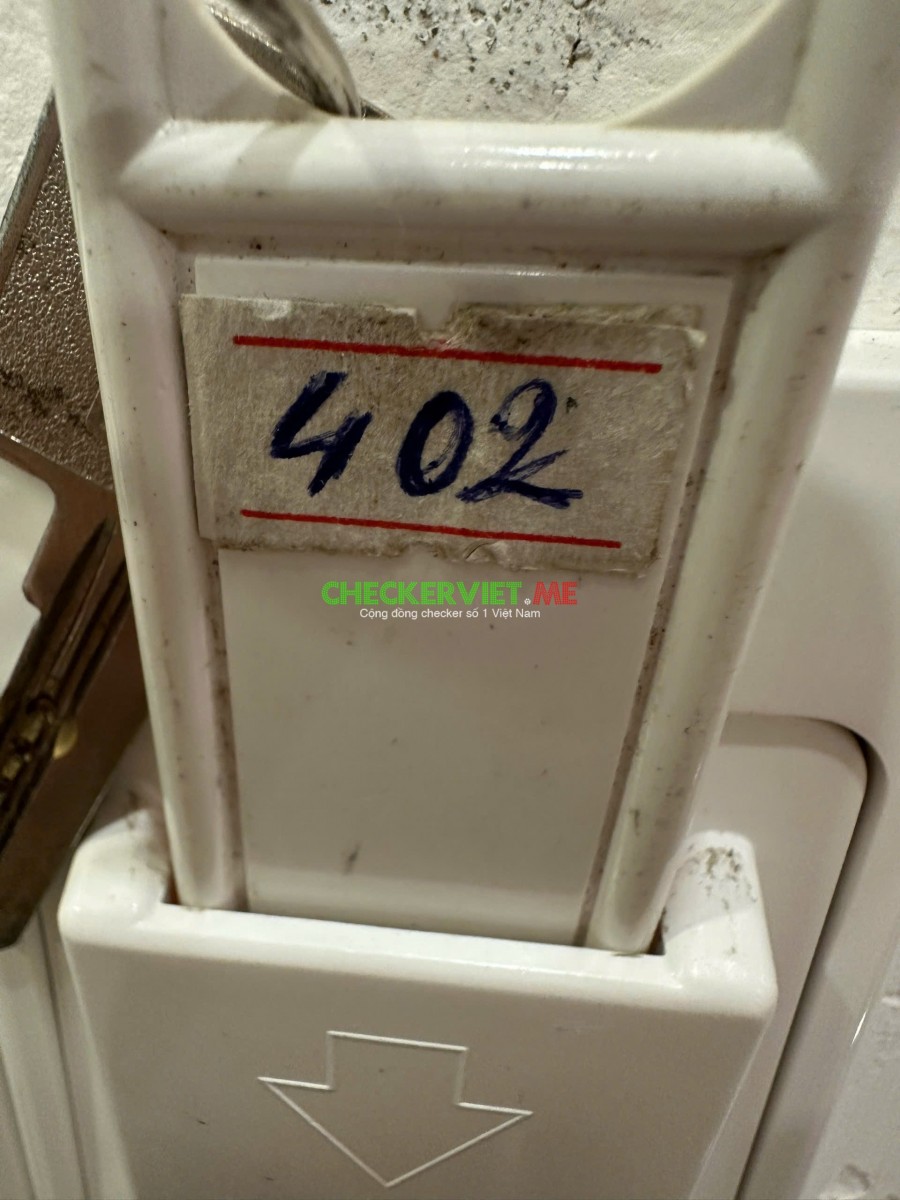 402
CHECKERVIET.ME
Cộng đồng checker số 1 Việt Nam